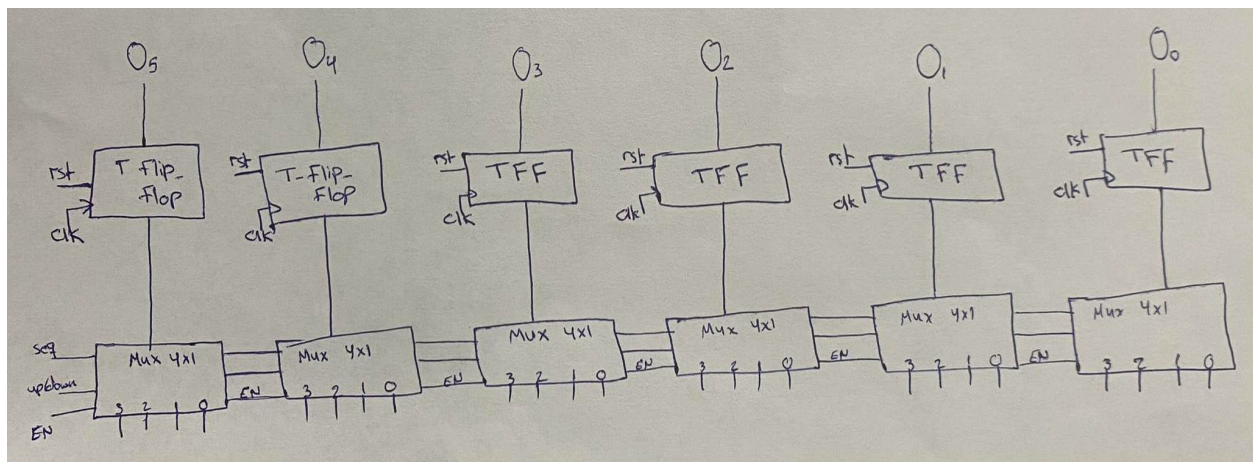 O5 O4 O3 O2 O1 O0
rst T flip- flop clk
rst T-flip- flop clk
rst TFF clk
rst TFF clk
rst TFF clk
rst TFF clk
seq
up/down
EN
Mux 4x1
3 2 1 0
EN
Mux 4x1
3 2 1 0
EN
Mux 4x1
3 2 1 0
EN
Mux 4x1
3 2 1 0
EN
Mux 4x1
3 2 1 0
EN
Mux 4x1
3 2 1 0